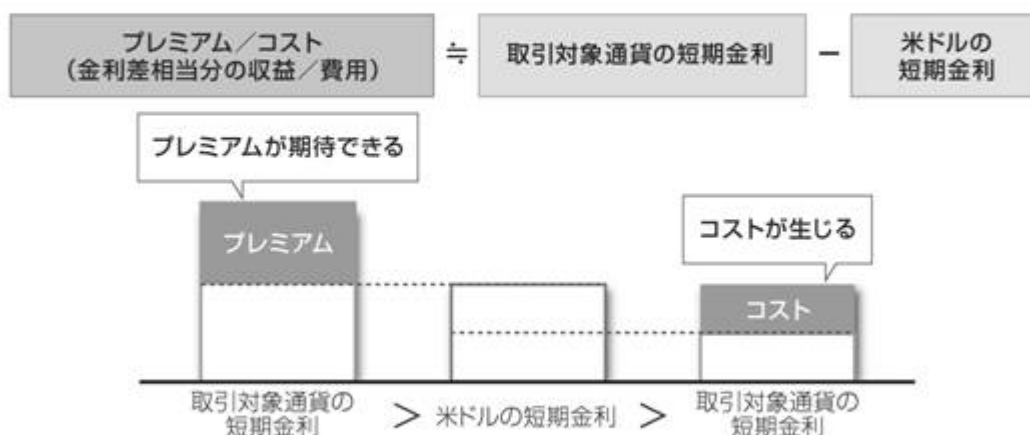 プレミアム／コスト
（金利差相当分の収益／費用）
≒
取引対象通貨の短期金利
−
米ドルの
短期金利
プレミアムが期待できる
プレミアム
コストが生じる
コスト
取引対象通貨の
短期金利
＞
米ドルの短期金利
＞
取引対象通貨の
短期金利